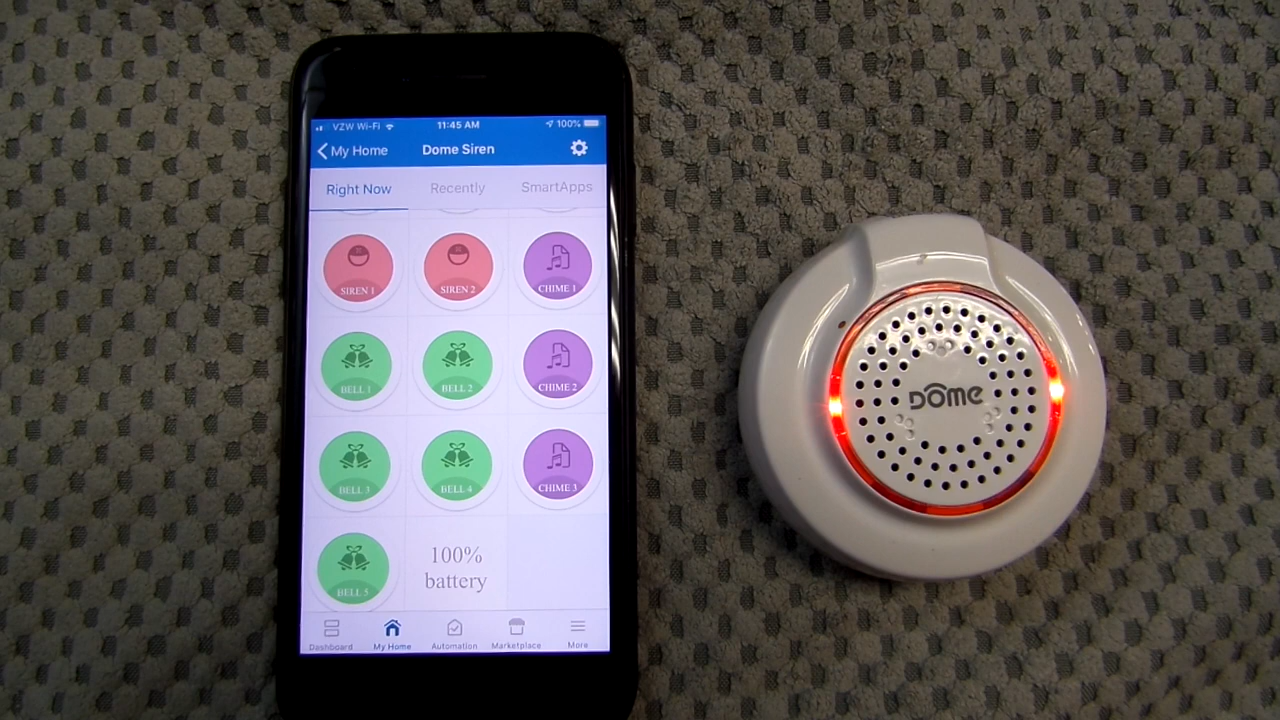 VZW Wi-Fi 11:45 AM 100%
My Home Dome Siren
Right Now Recently SmartApps
SIREN 1 SIREN 2 CHIME 1
BELL 1 BELL 2 CHIME 2
BELL 3 BELL 4 CHIME 3
BELL 5 100%
battery
Dashboard My Home Automation Marketplace More
DOme